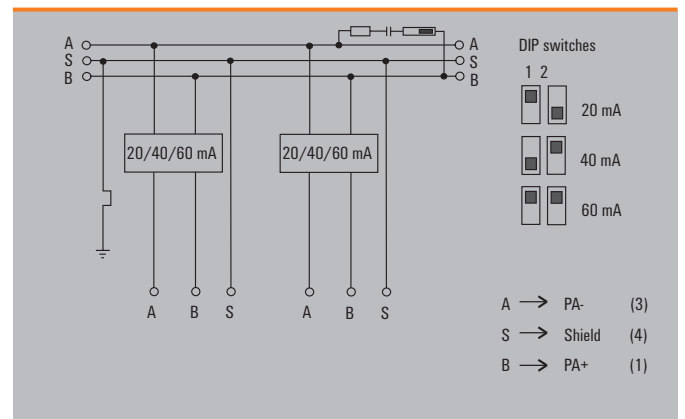 A
S
B
A
S
B
20/40/60 mA
20/40/60 mA
A B S
A B S
DIP switches
1 2
20 mA
40 mA
60 mA
A → PA- (3)
S → Shield (4)
B → PA+ (1)